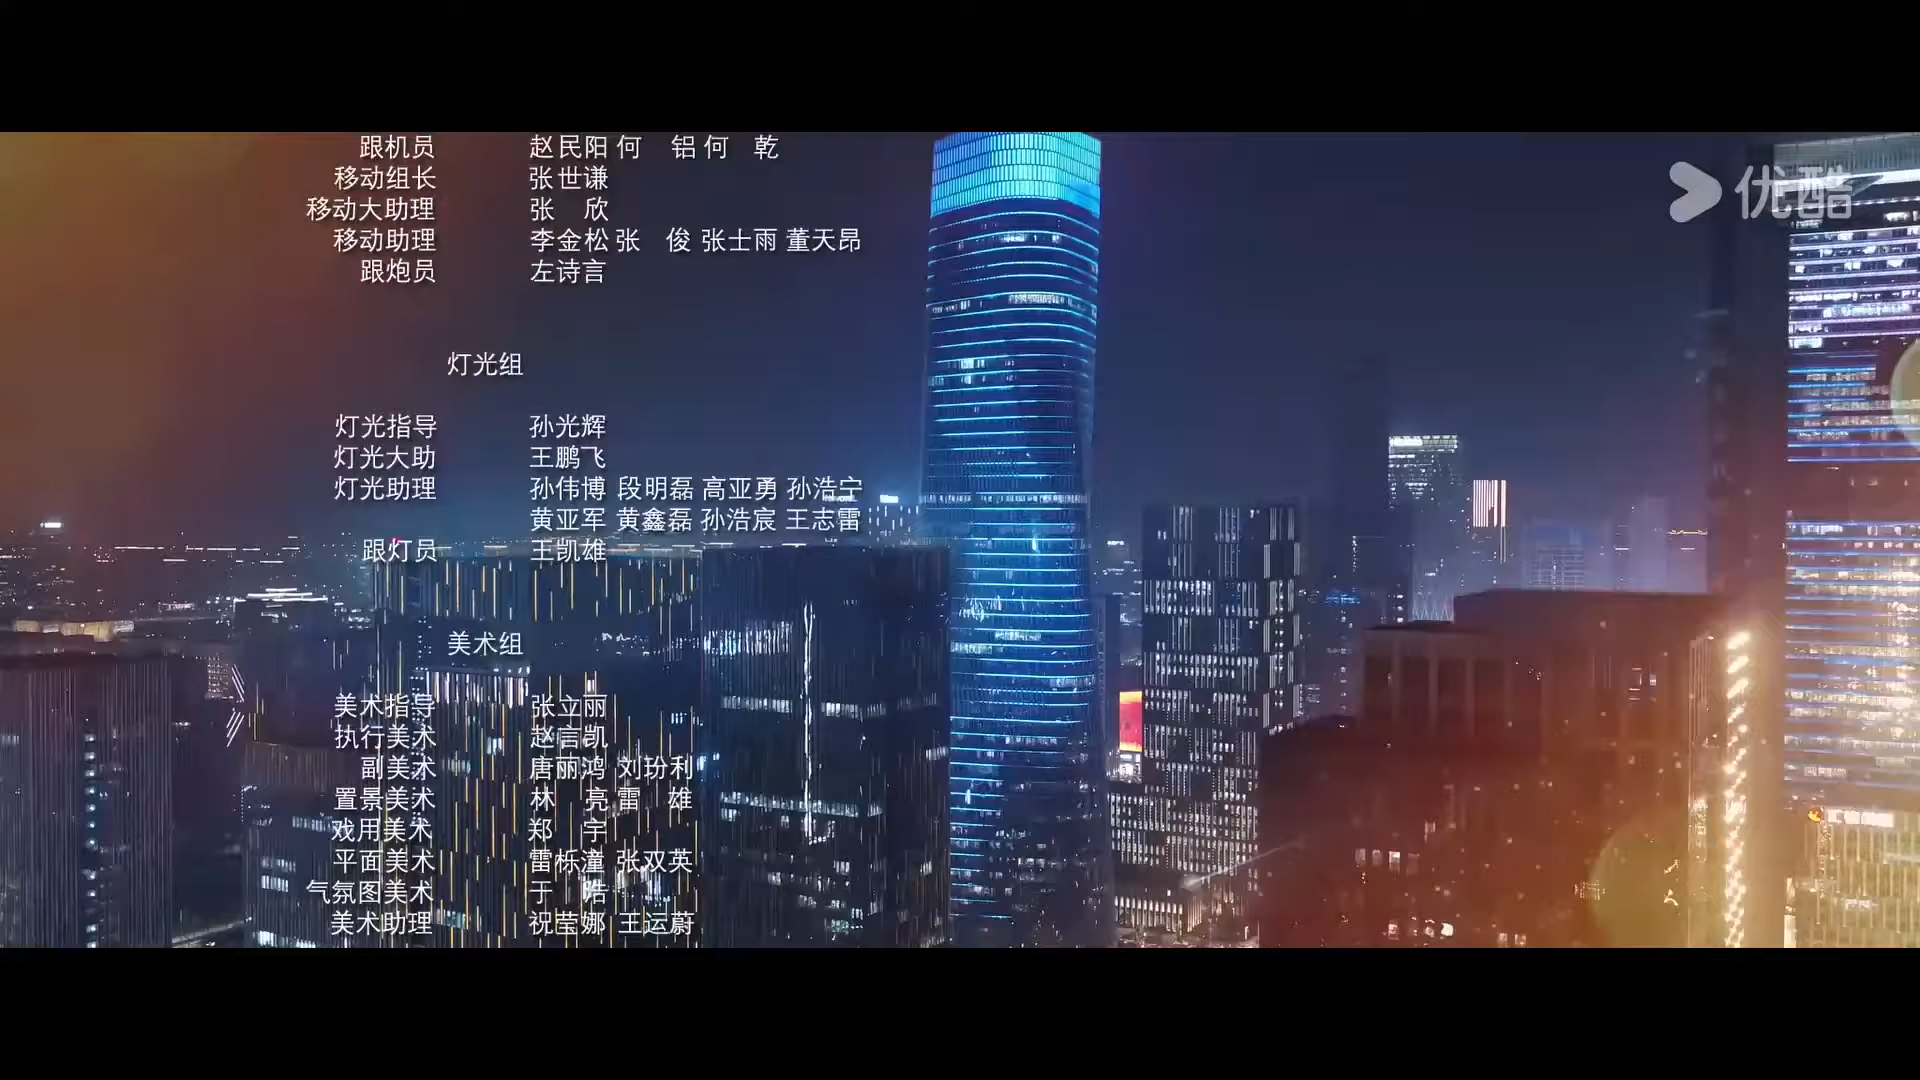 跟机员 赵民阳 何 铝 何 乾
移动组长 张世谦
移动大助理 张 欣
移动助理 李金松 张 俊 张士雨 董天昂
跟炮员 左诗言
灯光组
灯光指导 孙光辉
灯光大助 王鹏飞
灯光助理 孙伟博 段明磊 高亚勇 孙浩宁
黄亚军 黄鑫磊 孙浩宸 王志雷
跟灯员 王凯雄
美术组
美术指导 张立丽
执行美术 赵言凯
副美术 唐丽鸿 刘玢利
置景美术 林 亮 雷 雄
戏用美术 郑 宇
平面美术 雷栎潼 张双英
气氛图美术 于 浩
美术助理 祝莹娜 王运蔚
优酷